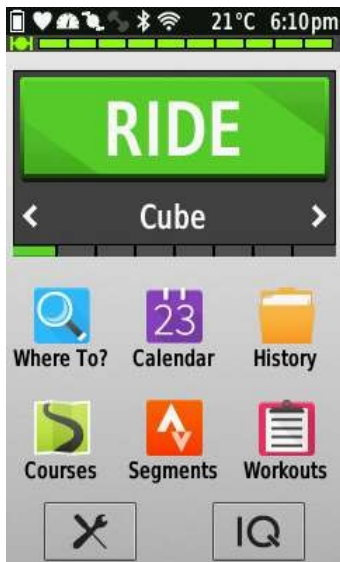 21°C 6:10pm
RIDE
Cube
23
Where To? Calendar History
Courses Segments Workouts
IQ